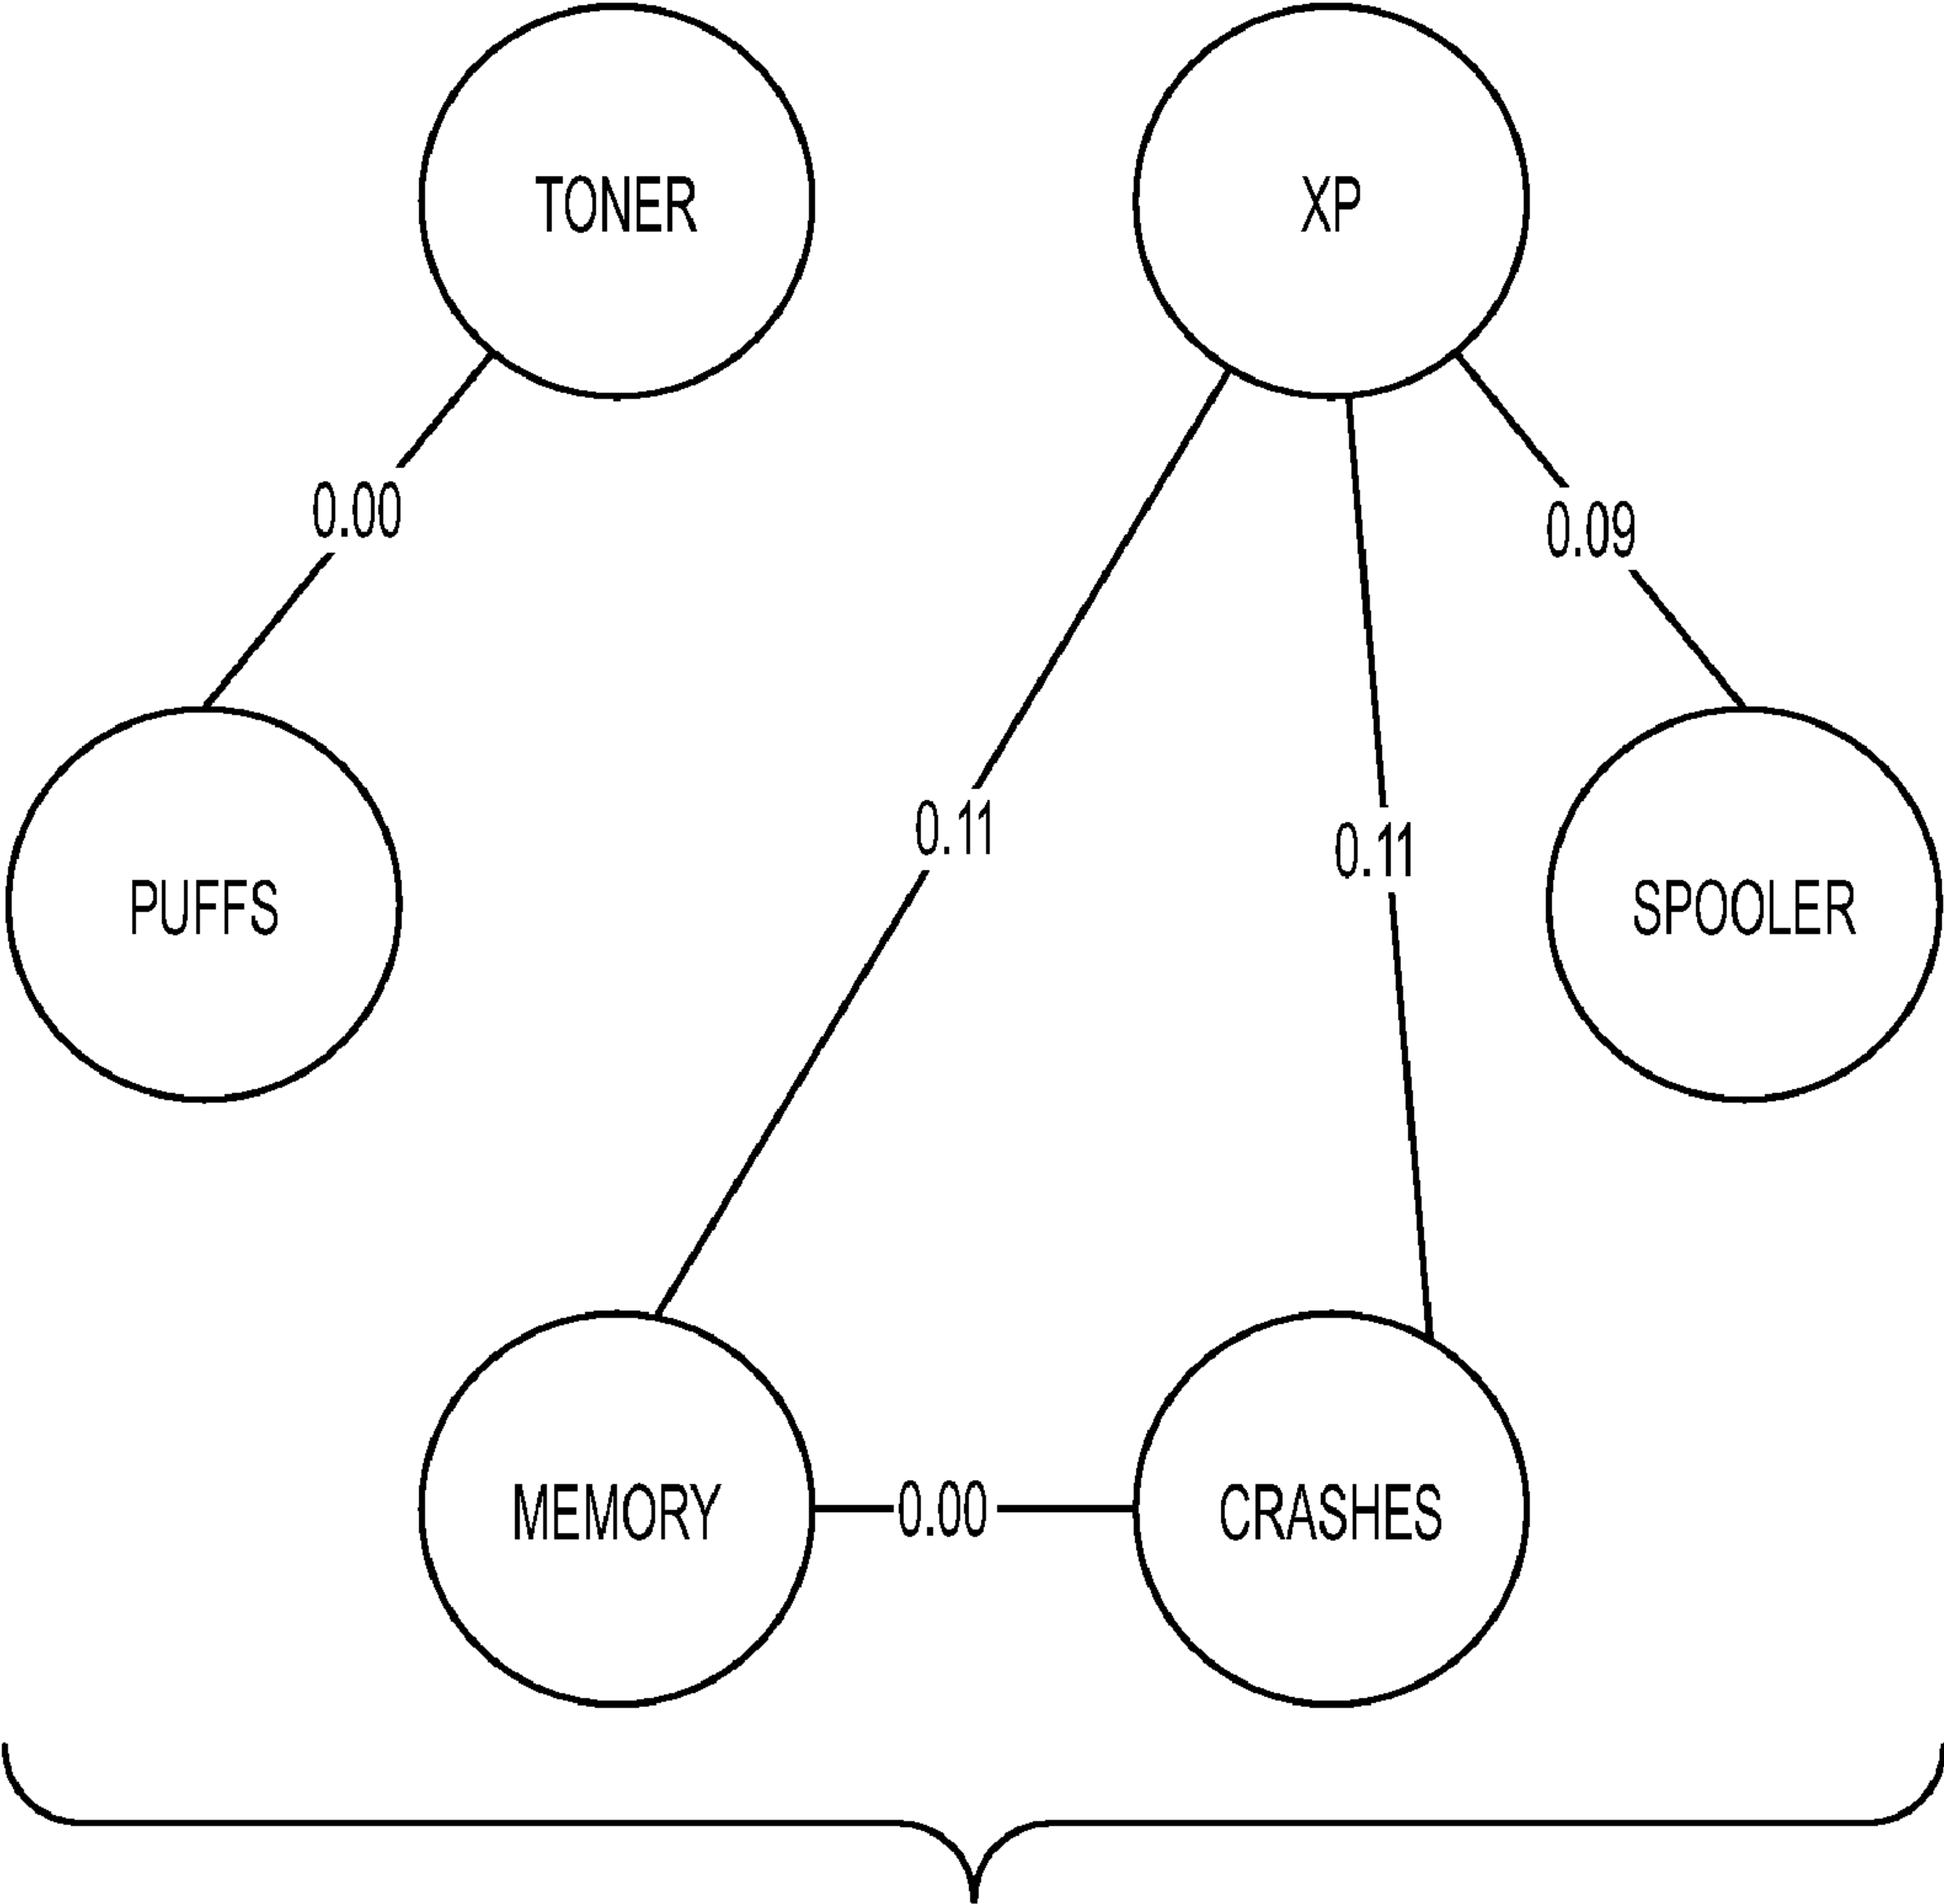 TONER
XP
0.00
0.09
0.11
0.11
PUFFS
SPOOLER
MEMORY
0.00
CRASHES